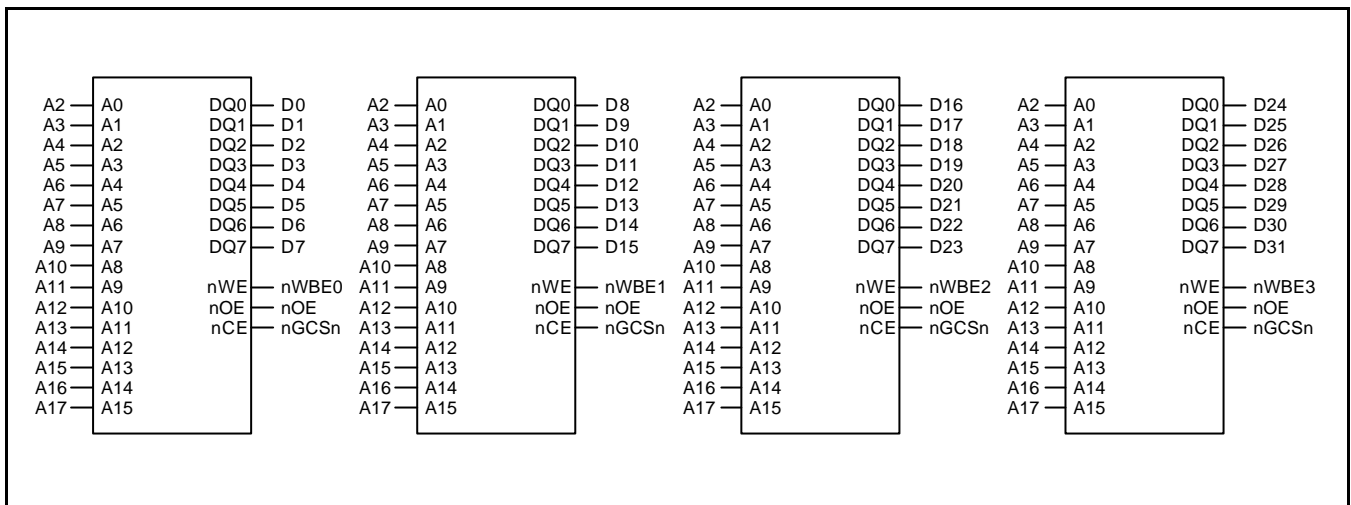 A2 A0 DQ0 D0 A2 A0 DQ0 D8 A2 A0 DQ0 D16 A2 A0 DQ0 D24
A3 A1 DQ1 D1 A3 A1 DQ1 D9 A3 A1 DQ1 D17 A3 A1 DQ1 D25
A4 A2 DQ2 D2 A4 A2 DQ2 D10 A4 A2 DQ2 D18 A4 A2 DQ2 D26
A5 A3 DQ3 D3 A5 A3 DQ3 D11 A5 A3 DQ3 D19 A5 A3 DQ3 D27
A6 A4 DQ4 D4 A6 A4 DQ4 D12 A6 A4 DQ4 D20 A6 A4 DQ4 D28
A7 A5 DQ5 D5 A7 A5 DQ5 D13 A7 A5 DQ5 D21 A7 A5 DQ5 D29
A8 A6 DQ6 D6 A8 A6 DQ6 D14 A8 A6 DQ6 D22 A8 A6 DQ6 D30
A9 A7 DQ7 D7 A9 A7 DQ7 D15 A9 A7 DQ7 D23 A9 A7 DQ7 D31
A10 A8 A10 A8 A10 A8 A10 A8
A11 A9 nWE nWBE0 A11 A9 nWE nWBE1 A11 A9 nWE nWBE2 A11 A9 nWE nWBE3
A12 A10 nOE nOE A12 A10 nOE nOE A12 A10 nOE nOE A12 A10 nOE nOE
A13 A11 nCE nGCSn A13 A11 nCE nGCSn A13 A11 nCE nGCSn A13 A11 nCE nGCSn
A14 A12 A14 A12 A14 A12 A14 A12
A15 A13 A15 A13 A15 A13 A15 A13
A16 A14 A16 A14 A16 A14 A16 A14
A17 A15 A17 A15 A17 A15 A17 A15